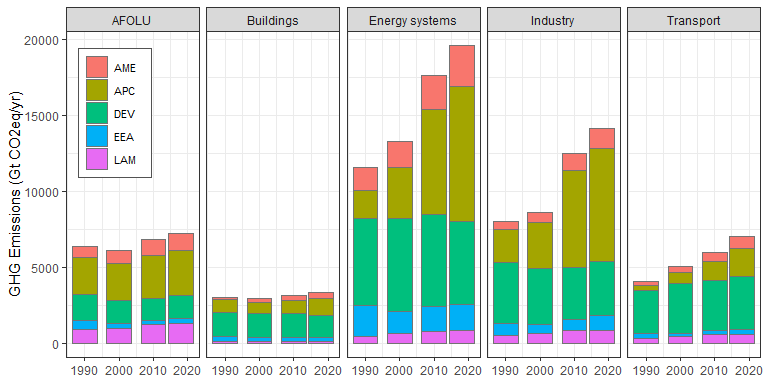 AFOLU Buildings Energy systems Industry Transport
20000
15000
10000
5000
0
GHG Emissions (Gt CO2eq/yr)
AME
APC
DEV
EEA
LAM
1990 2000 2010 2020 1990 2000 2010 2020 1990 2000 2010 2020 1990 2000 2010 2020 1990 2000 2010 2020